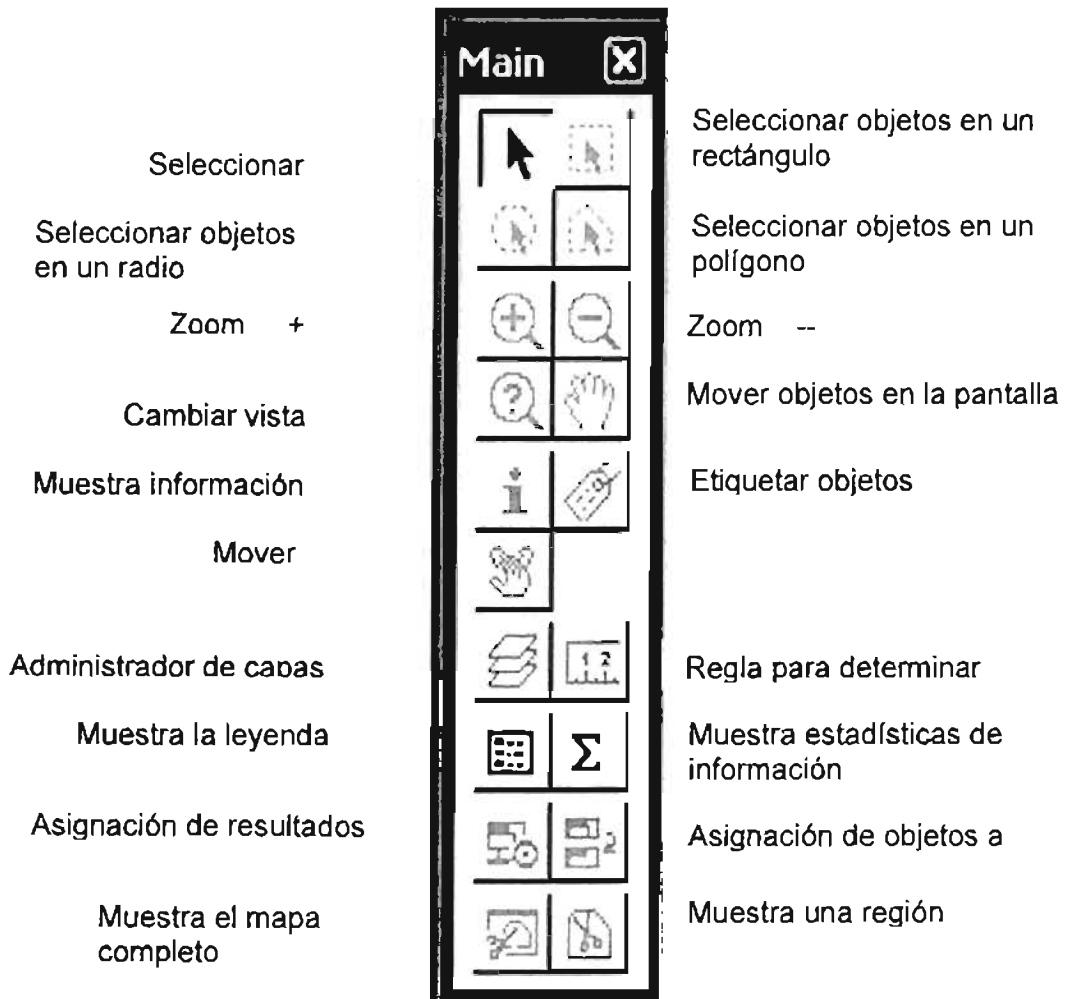 Main
Seleccionar
Seleccionar objetos en un
rectángulo
Seleccionar objetos
en un radio
Seleccionar objetos en un
polígono
Zoom +
Zoom --
Cambiar vista
Mover objetos en la pantalla
Muestra información
Etiquetar objetos
Mover
Administrador de capas
1 2
Regla para determinar
Muestra la leyenda
Σ
Muestra estadísticas de
información
Asignación de resultados
Asignación de objetos a
Muestra el mapa
completo
Muestra una región